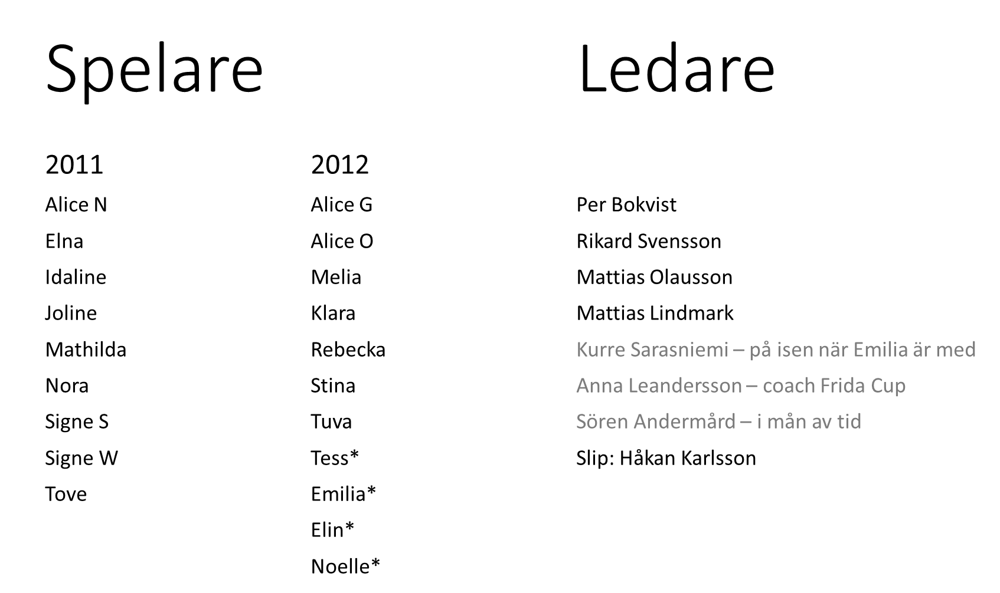 Spelare
2011
Alice N
Elna
Idaline
Joline
Mathilda
Nora
Signe S
Signe W
Tove
2012
Alice G
Alice O
Melia
Klara
Rebecka
Stina
Tuva
Tess*
Emilia*
Elin*
Noelle*
Ledare
Per Bokvist
Rikard Svensson
Mattias Olausson
Mattias Lindmark
Kurre Sarasniemi – på isen när Emilia är med
Anna Leandersson – coach Frida Cup
Sören Andermård – i mån av tid
Slip: Håkan Karlsson